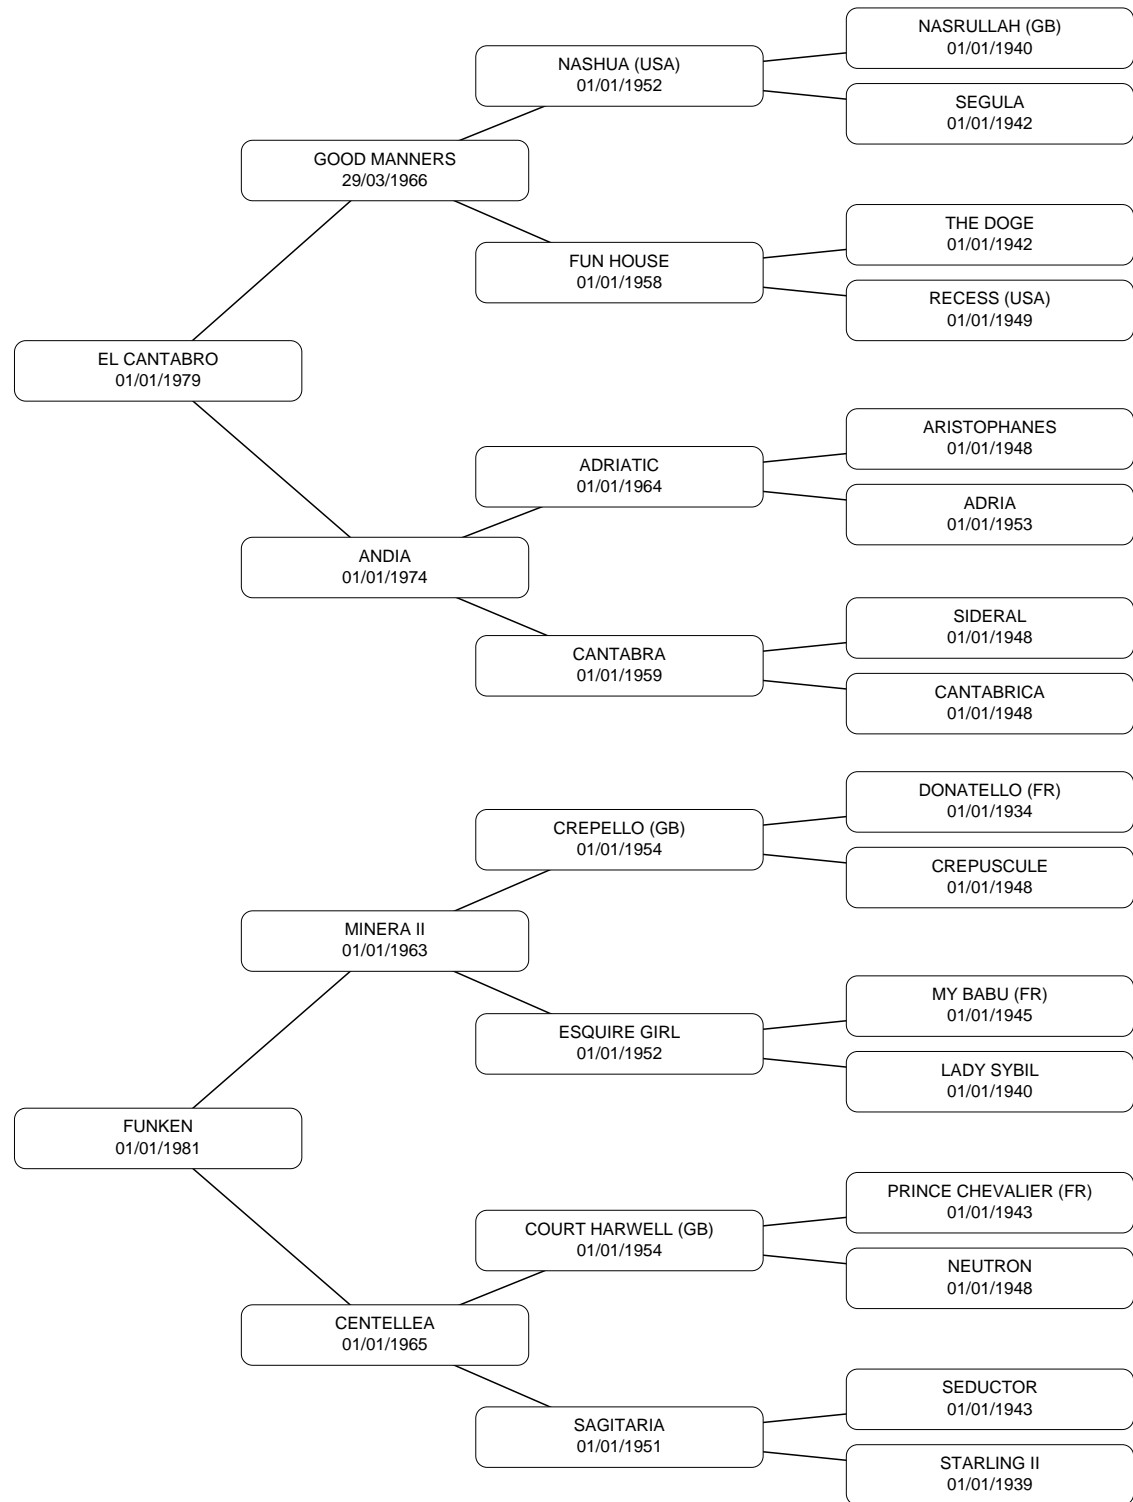 NASRULLAH (GB)
01/01/1940
NASHUA (USA)
01/01/1952
SEGULA
01/01/1942
GOOD MANNERS
29/03/1966
THE DOGE
01/01/1942
FUN HOUSE
01/01/1958
RECESS (USA)
01/01/1949
EL CANTABRO
01/01/1979
ARISTOPHANES
01/01/1948
ADRIATIC
01/01/1964
ADRIA
01/01/1953
ANDIA
01/01/1974
SIDERAL
01/01/1948
CANTABRA
01/01/1959
CANTABRICA
01/01/1948
DONATELLO (FR)
01/01/1934
CREPELLO (GB)
01/01/1954
CREPUSCULE
01/01/1948
MINERA II
01/01/1963
MY BABU (FR)
01/01/1945
ESQUIRE GIRL
01/01/1952
LADY SYBIL
01/01/1940
FUNKEN
01/01/1981
PRINCE CHEVALIER (FR)
01/01/1943
COURT HARWELL (GB)
01/01/1954
NEUTRON
01/01/1948
CENTELLEA
01/01/1965
SEDUCTOR
01/01/1943
SAGITARIA
01/01/1951
STARLING II
01/01/1939